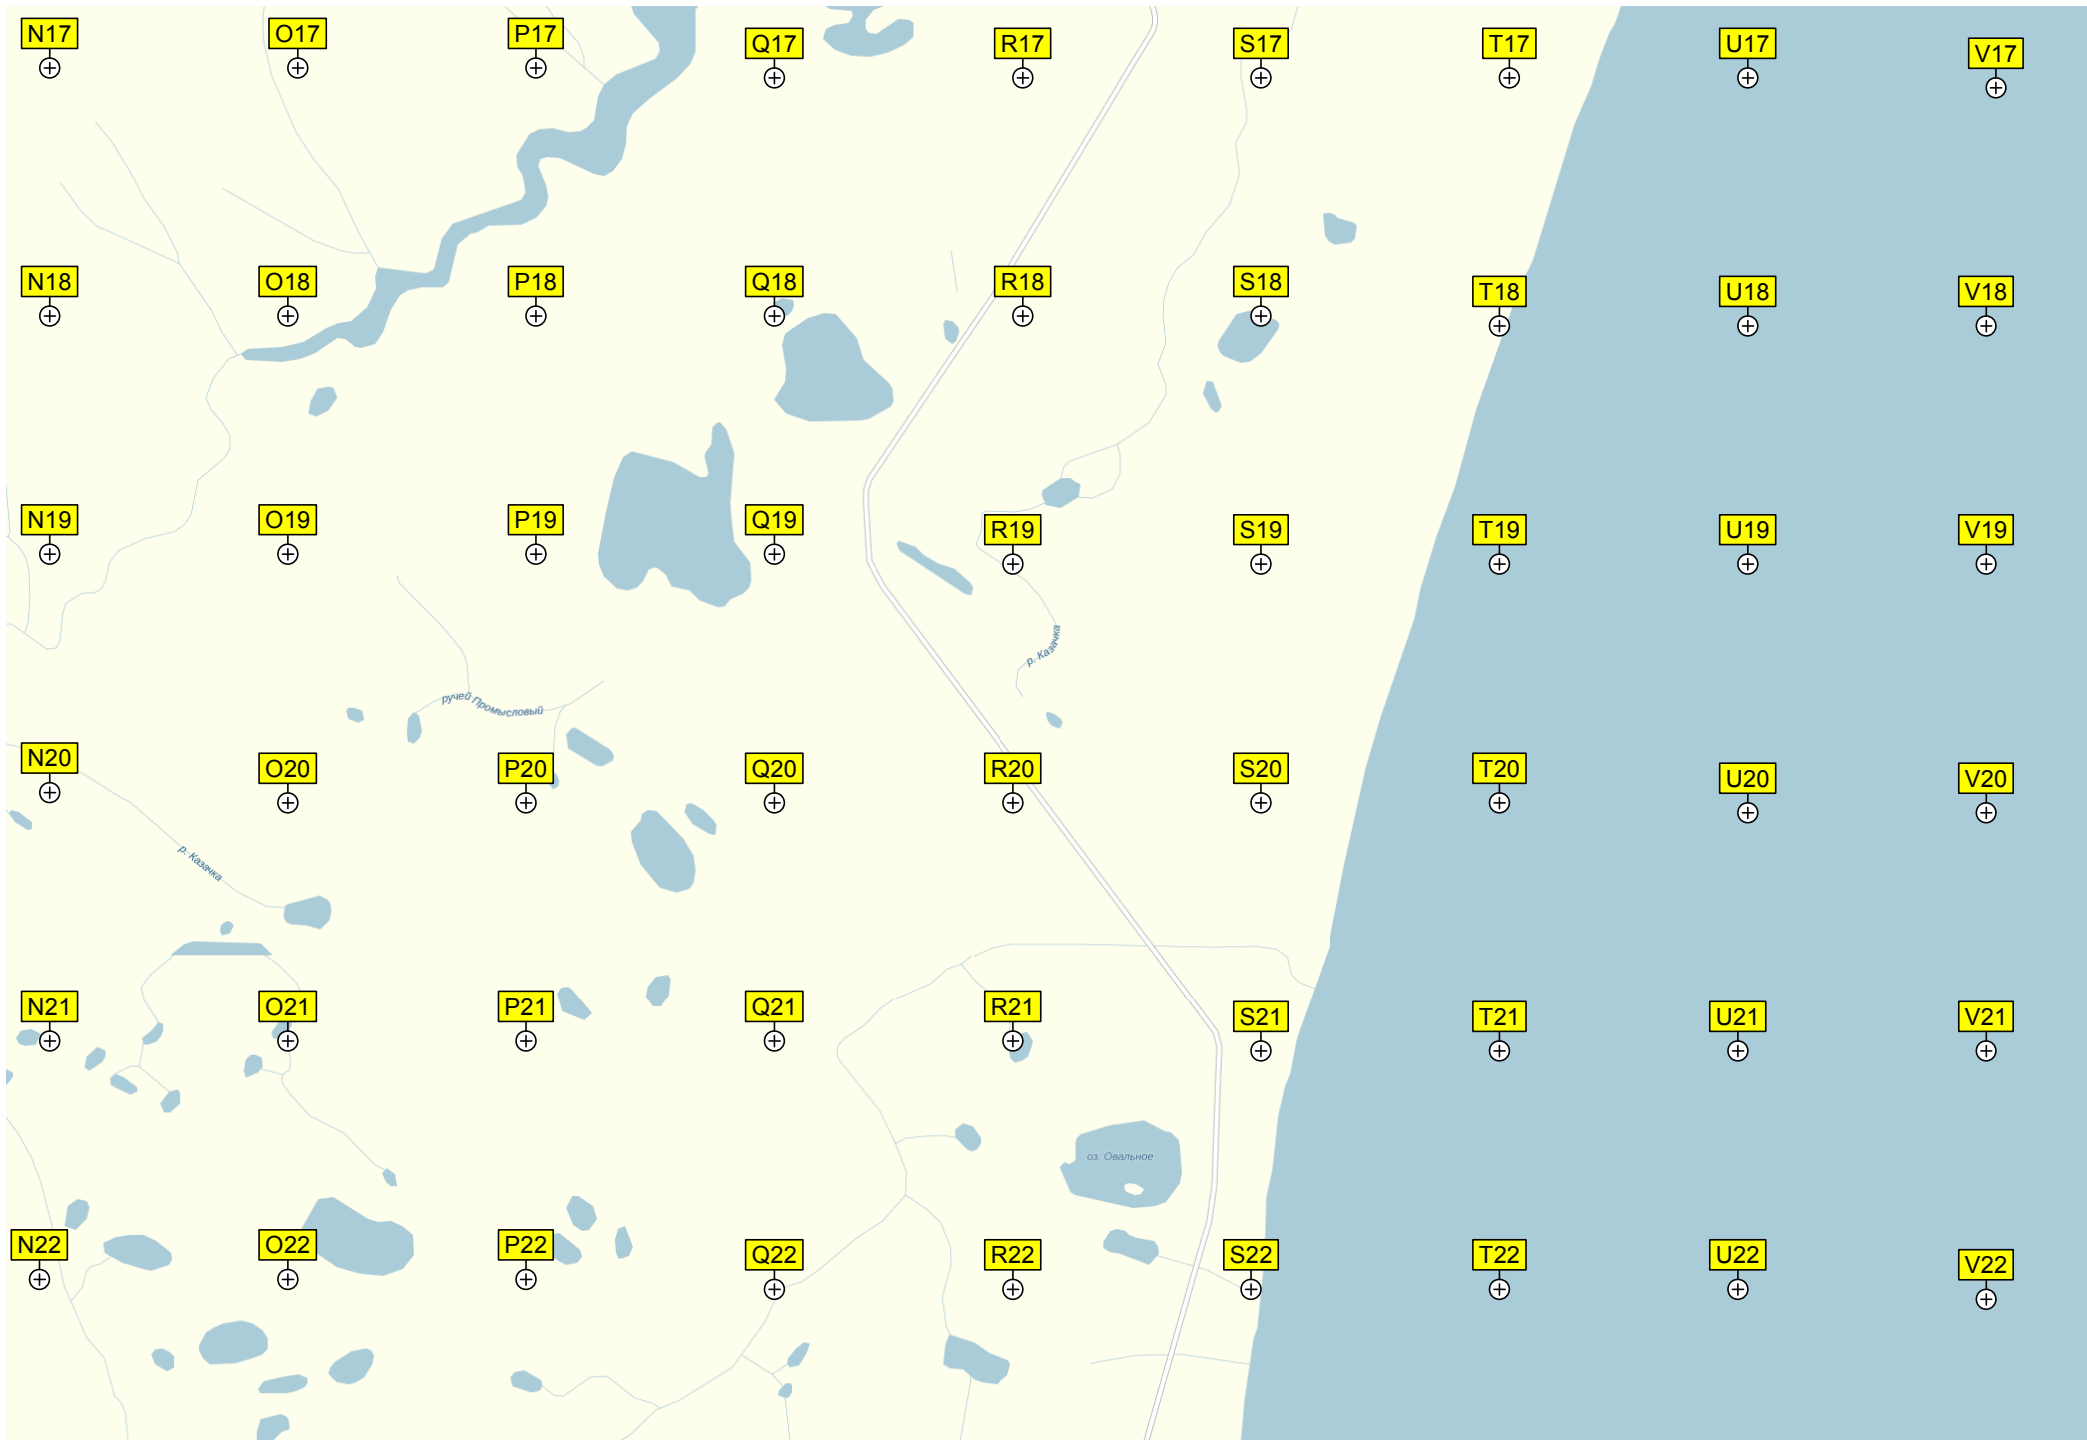 N17 O17 P17 Q17 R17 S17 T17 U17 V17
N18 O18 P18 Q18 R18 S18 T18 U18 V18
N19 O19 P19 Q19 R19 S19 T19 U19 V19
р. Казачка
ручей Промысловый
N20 O20 P20 Q20 R20 S20 T20 U20 V20
р. Казачка
N21 O21 P21 Q21 R21 S21 T21 U21 V21
оз. Овальное
N22 O22 P22 Q22 R22 S22 T22 U22 V22